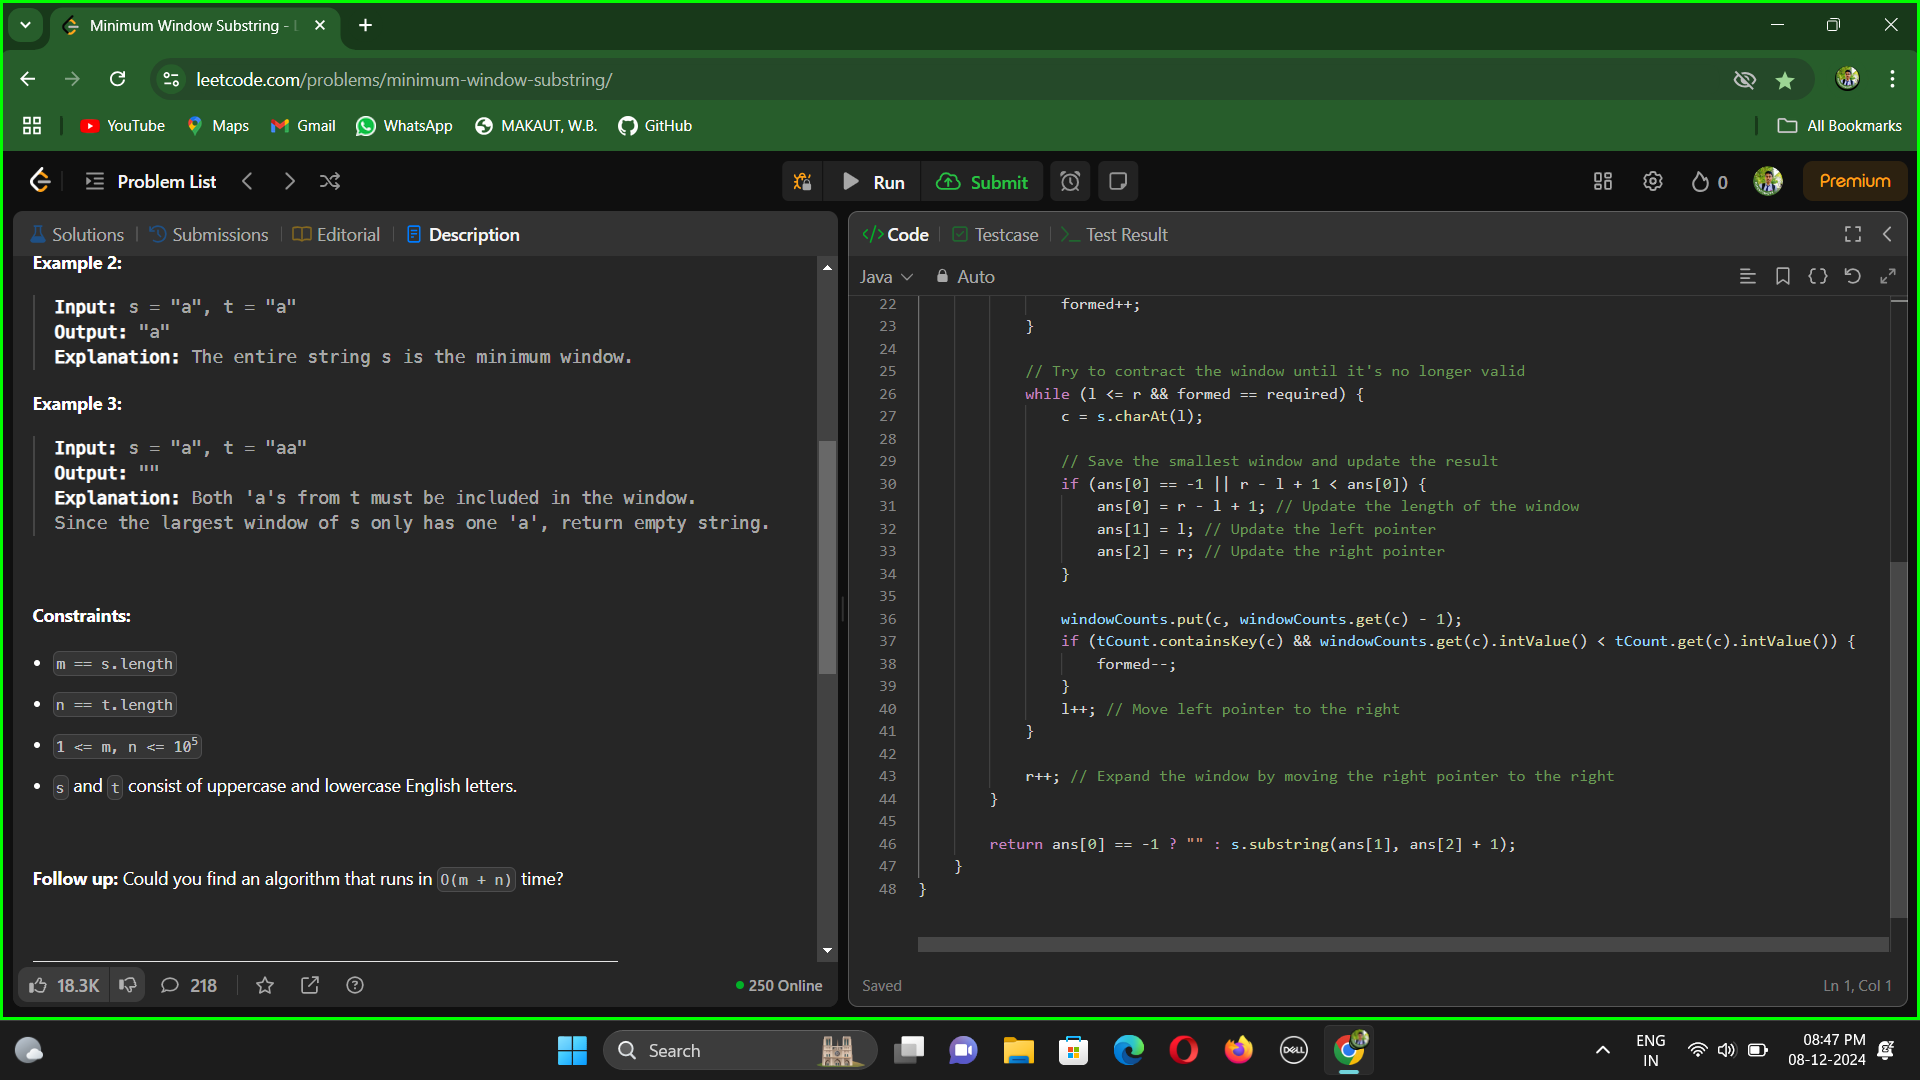 Minimum Window Substring - L
leetcode.com/problems/minimum-window-substring/
YouTube Maps Gmail WhatsApp MAKAUT, W.B. GitHub All Bookmarks
Problem List Run Submit 0 Premium
Solutions Submissions Editorial Description
Example 2:
Input: s = "a", t = "a"
Output: "a"
Explanation: The entire string s is the minimum window.
Example 3:
Input: s = "a", t = "aa"
Output: ""
Explanation: Both 'a's from t must be included in the window.
Since the largest window of s only has one 'a', return empty string.
Constraints:
• m == s.length
• n == t.length
• 1 <= m, n <= 10^5
• s and t consist of uppercase and lowercase English letters.
Follow up: Could you find an algorithm that runs in O(m + n) time?
18.3K 218 250 Online
</> Code Testcase >_ Test Result
Java Auto
22 formed++;
23 }
24
25 // Try to contract the window until it's no longer valid
26 while (l <= r && formed == required) {
27 c = s.charAt(l);
28
29 // Save the smallest window and update the result
30 if (ans[0] == -1 || r - l + 1 < ans[0]) {
31 ans[0] = r - l + 1; // Update the length of the window
32 ans[1] = l; // Update the left pointer
33 ans[2] = r; // Update the right pointer
34 }
35
36 windowCounts.put(c, windowCounts.get(c) - 1);
37 if (tCount.containsKey(c) && windowCounts.get(c).intValue() < tCount.get(c).intValue()) {
38 formed--;
39 }
40 l++; // Move left pointer to the right
41 }
42
43 r++; // Expand the window by moving the right pointer to the right
44 }
45
46 return ans[0] == -1 ? "" : s.substring(ans[1], ans[2] + 1);
47 }
48 }
Saved Ln 1, Col 1
Search DELL
ENG
IN
08:47 PM
08-12-2024